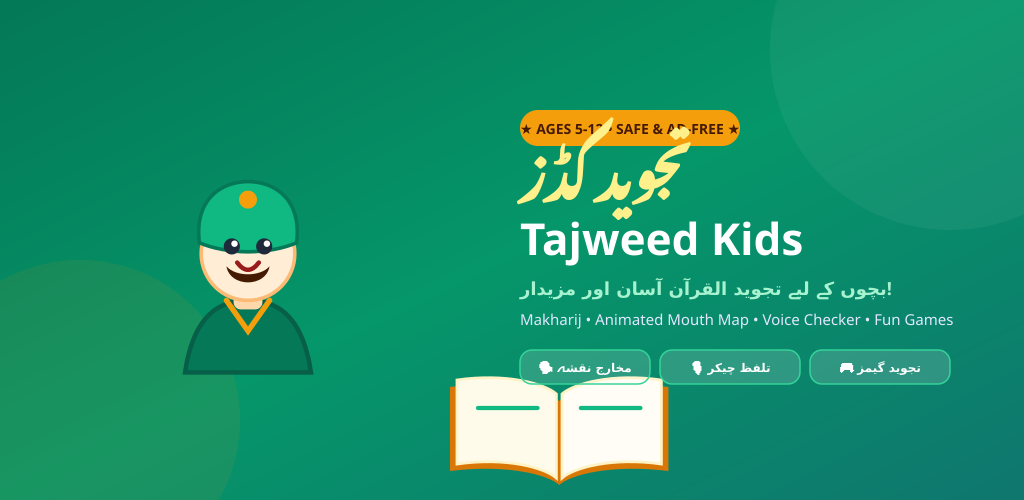 ★ AGES 5-12 • SAFE & AD-FREE ★
تجوید کڈز
Tajweed Kids
بچوں کے لیے تجوید القرآن آسان اور مزیدار!
Makharij • Animated Mouth Map • Voice Checker • Fun Games
مخارج نقشہ 🗣️
تلفظ چیکر 🎙️
تجوید گیمز 🎮